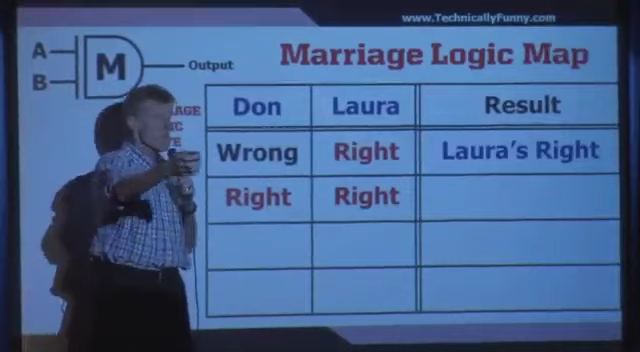 www.TechnicallyFunny.com
A
M
Output
B
Marriage Logic Map
Don Laura Result
Wrong Right Laura's Right
Right Right